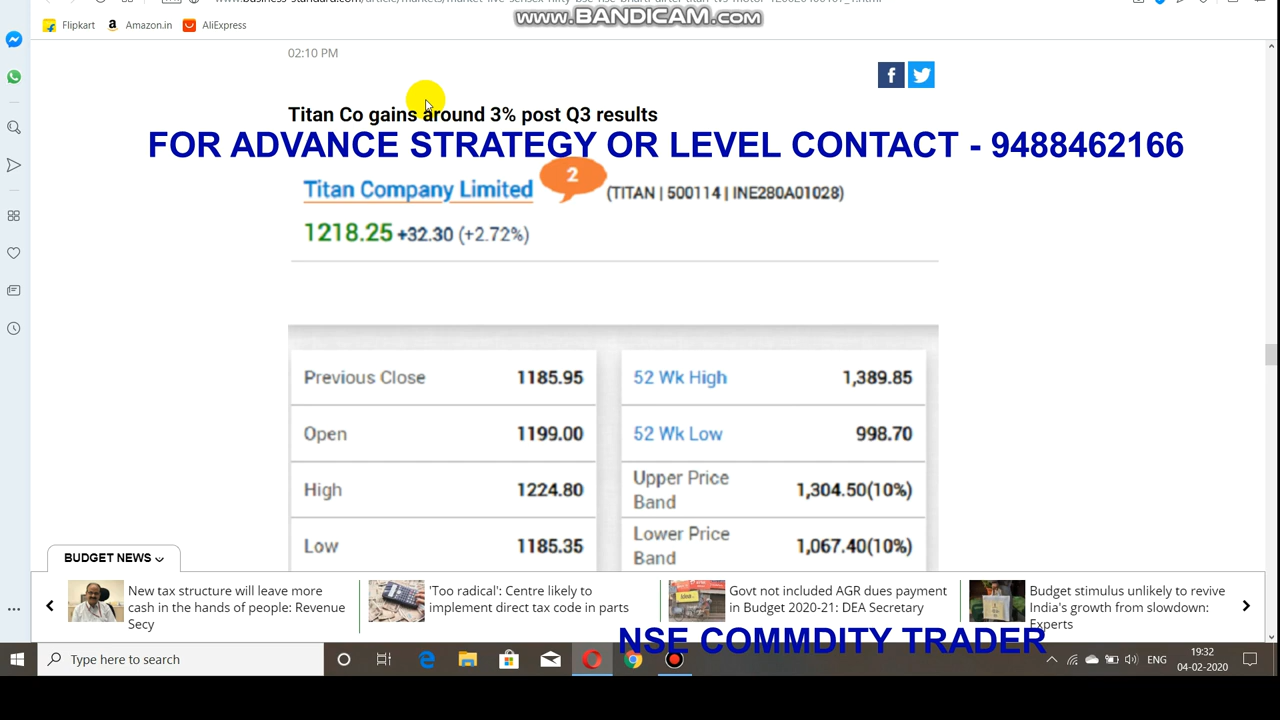 www.BANDICAM.com
Flipkart Amazon.in AliExpress
02:10 PM
Titan Co gains around 3% post Q3 results
FOR ADVANCE STRATEGY OR LEVEL CONTACT - 9488462166
Titan Company Limited 2 (TITAN | 500114 | INE280A01028)
1218.25 +32.30 (+2.72%)
Previous Close 1185.95 52 Wk High 1,389.85
Open 1199.00 52 Wk Low 998.70
High 1224.80 Upper Price Band 1,304.50(10%)
Low 1185.35 Lower Price Band 1,067.40(10%)
BUDGET NEWS
New tax structure will leave more
cash in the hands of people: Revenue
Secy
'Too radical': Centre likely to
implement direct tax code in parts
Govt not included AGR dues payment
in Budget 2020-21: DEA Secretary
Budget stimulus unlikely to revive
India's growth from slowdown:
Experts
NSE COMMDITY TRADER
Type here to search
ENG
19:32
04-02-2020